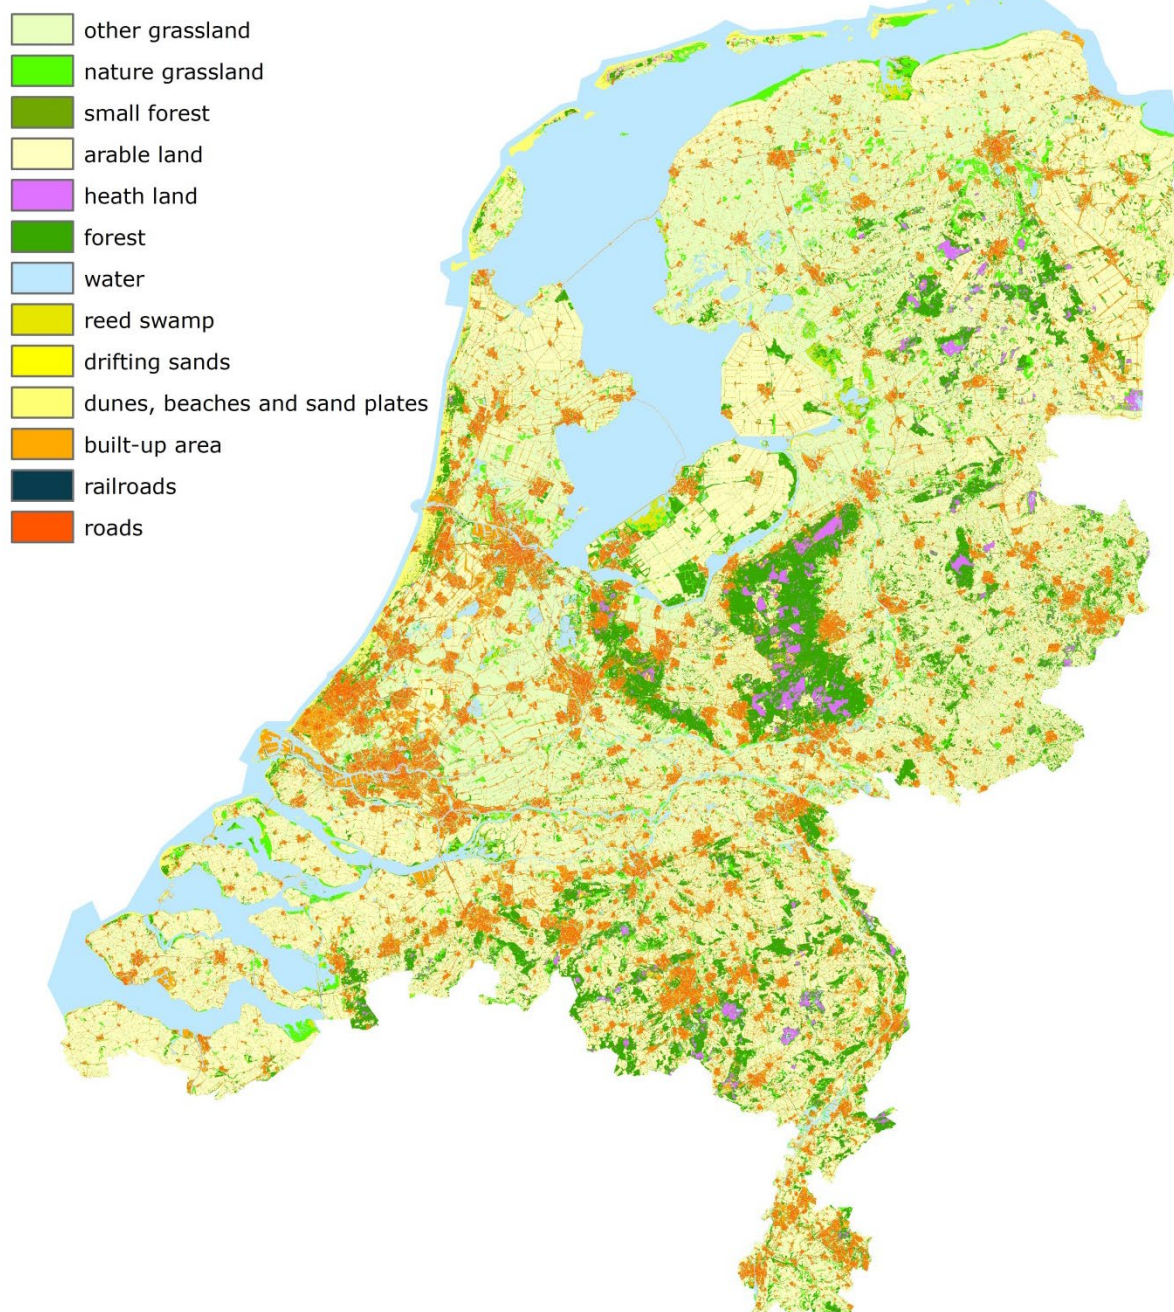 other grassland
nature grassland
small forest
arable land
heath land
forest
water
reed swamp
drifting sands
dunes, beaches and sand plates
built-up area
railroads
roads